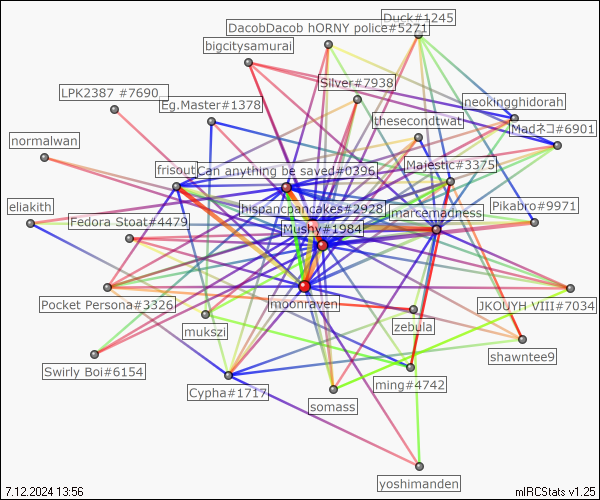 Duck#1245
DacobDacob hORNY police#5271
bigcitysamurai
Silver#7938
LPK2387 #7690
Eg.Master#1378
neokingghidorah
thesecondtwat
Madネコ#6901
normalwan
frisout
Can anything be saved#0396
Majestic#3375
eliakith
hispancpancakes#2928
marcemadness
Pikabro#9971
Fedora Stoat#4479
Mushy#1984
Pocket Persona#3326
moonraven
JKOUYH VIII#7034
mukszi
zebula
shawntee9
Swirly Boi#6154
Cypha#1717
ming#4742
somass
yoshimanden
7.12.2024 13:56
mIRCStats v1.25